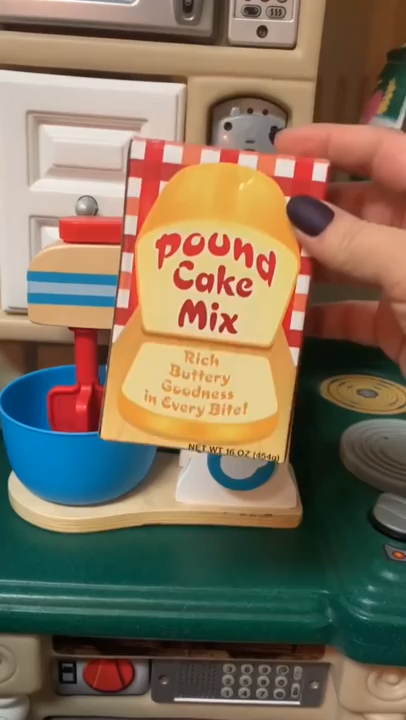 Pound
Cake
Mix
Rich
Buttery
Goodness
in Every Bite!
NET WT 16 OZ (454g)